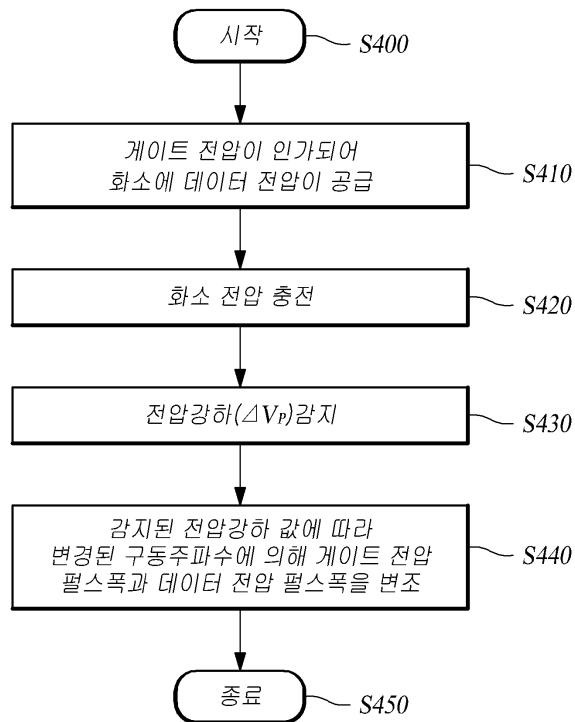 시작
S400
게이트 전압이 인가되어
화소에 데이터 전압이 공급
S410
화소 전압 충전
S420
전압강하(⊿VP)감지
S430
감지된 전압강하 값에 따라
변경된 구동주파수에 의해 게이트 전압
펄스폭과 데이터 전압 펄스폭을 변조
S440
종료
S450